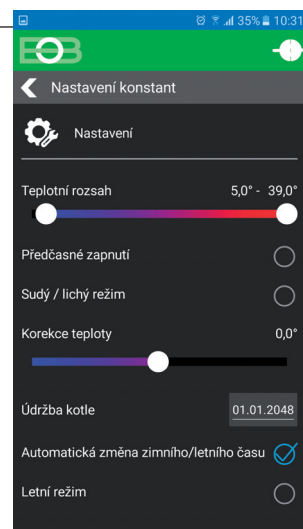 35% 10:31
EOB
Nastavení konstant
Nastavení
Teplotní rozsah 5,0° - 39,0°
Předčasné zapnutí
Sudý / lichý režim
Korekce teploty 0,0°
Údržba kotle 01.01.2048
Automatická změna zimního/letního času
Letní režim